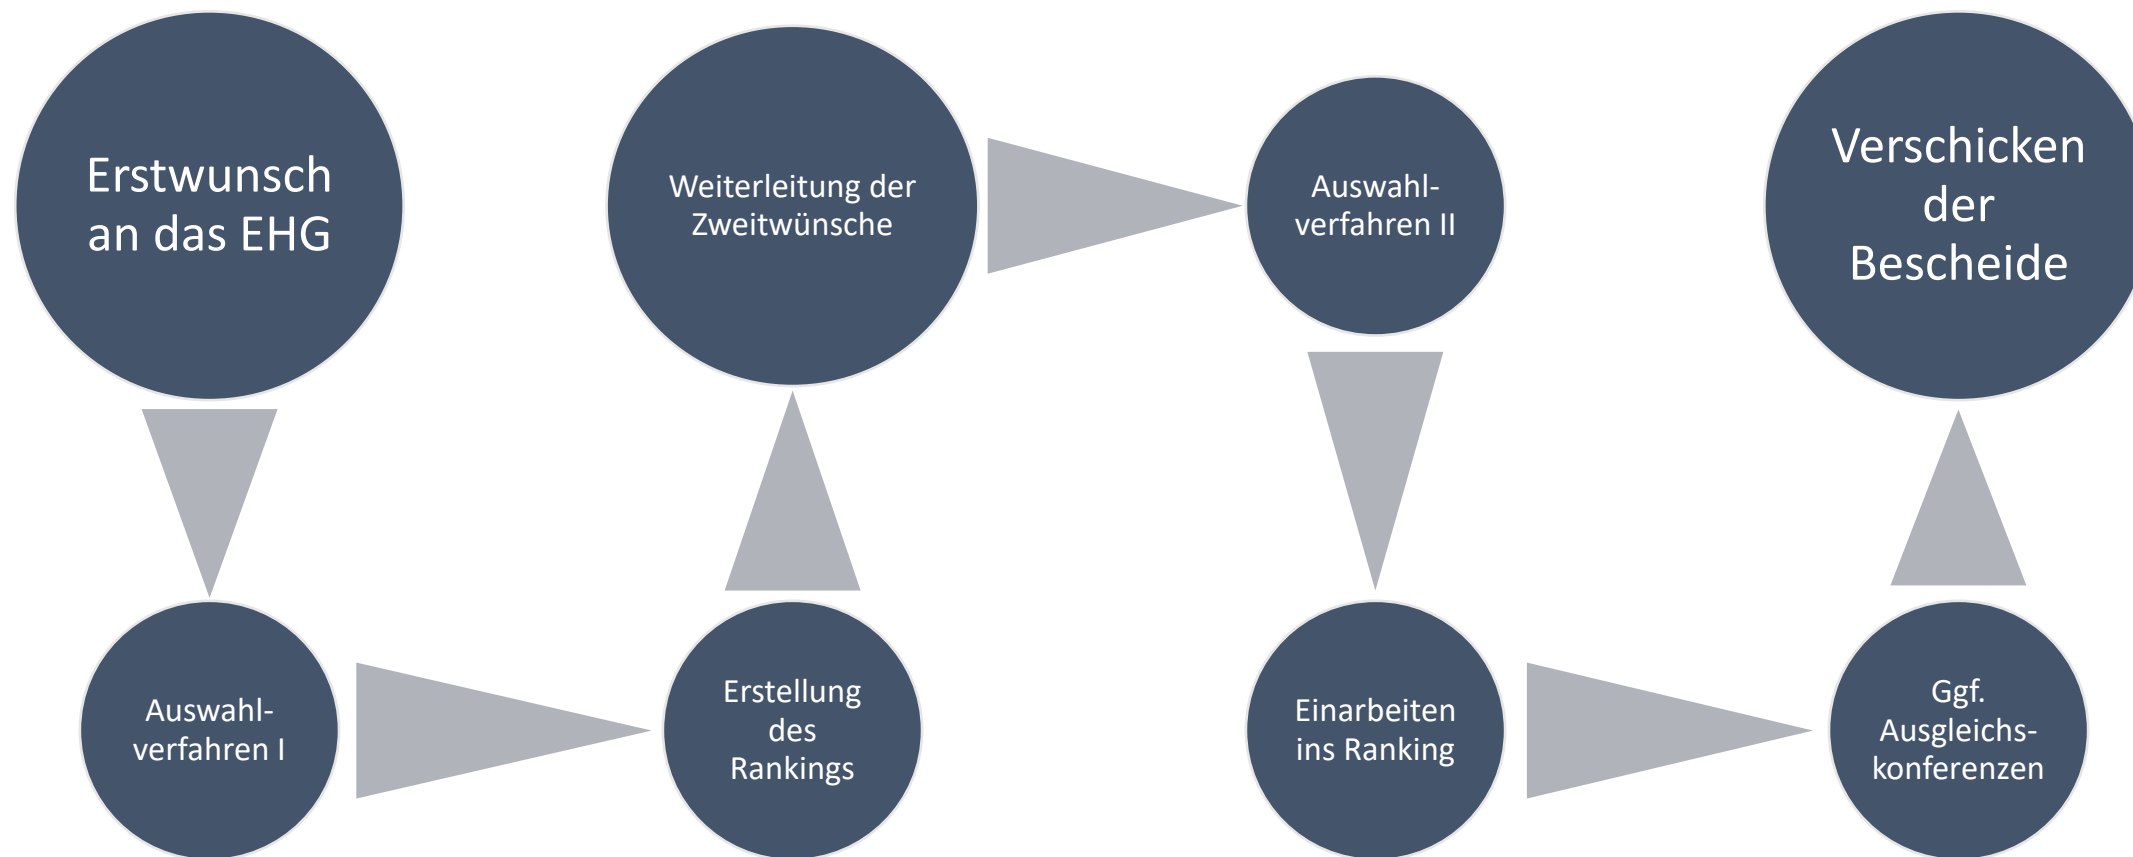 Erstwunsch
an das EHG
Auswahl-
verfahren I
Erstellung
des
Rankings
Weiterleitung der
Zweitwünsche
Auswahl-
verfahren II
Einarbeiten
ins Ranking
Ggf.
Ausgleichs-
konferenzen
Verschicken
der
Bescheide